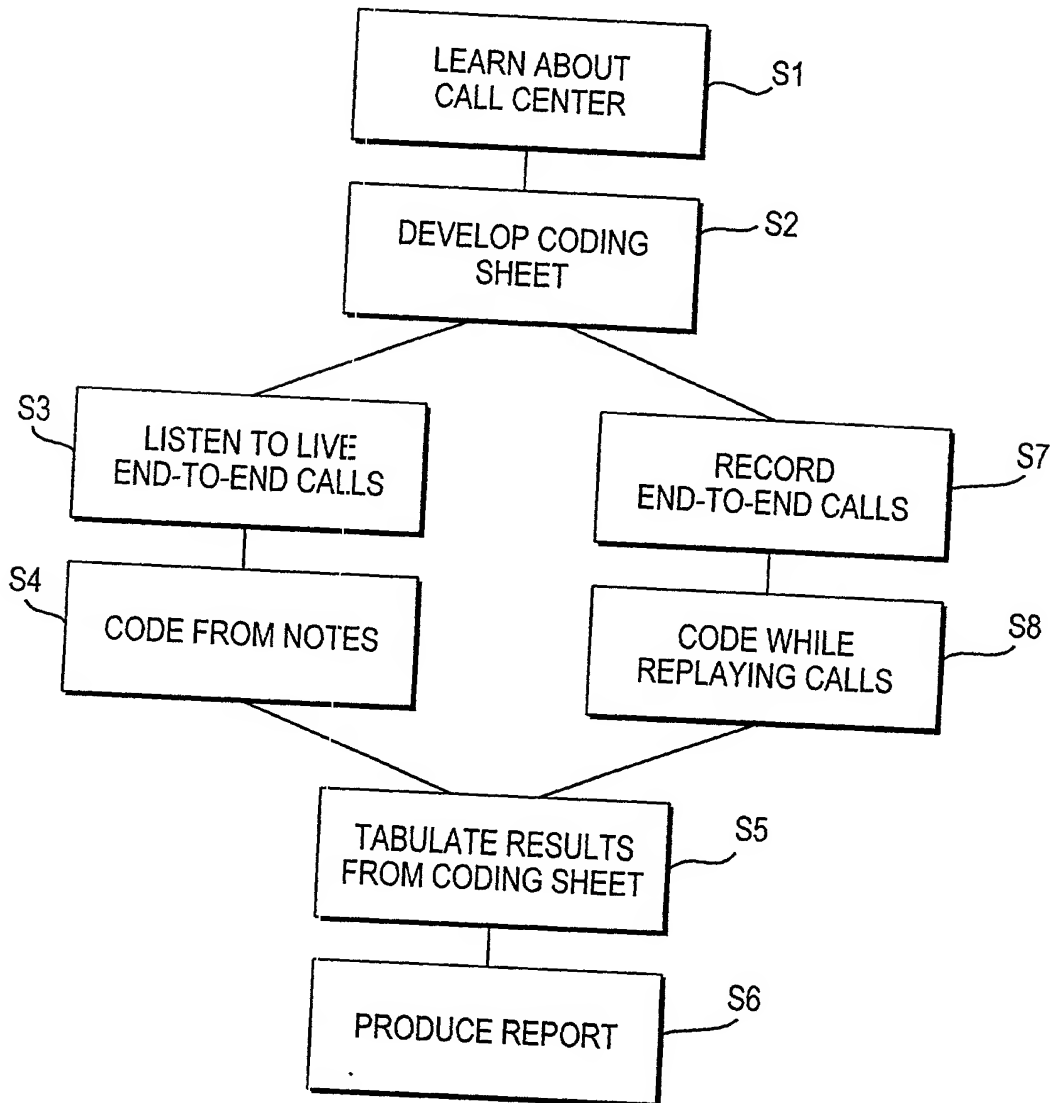 LEARN ABOUT
CALL CENTER
S1
DEVELOP CODING
SHEET
S2
S3
LISTEN TO LIVE
END-TO-END CALLS
RECORD
END-TO-END CALLS
S7
S4
CODE FROM NOTES
CODE WHILE
REPLAYING CALLS
S8
TABULATE RESULTS
FROM CODING SHEET
S5
PRODUCE REPORT
S6